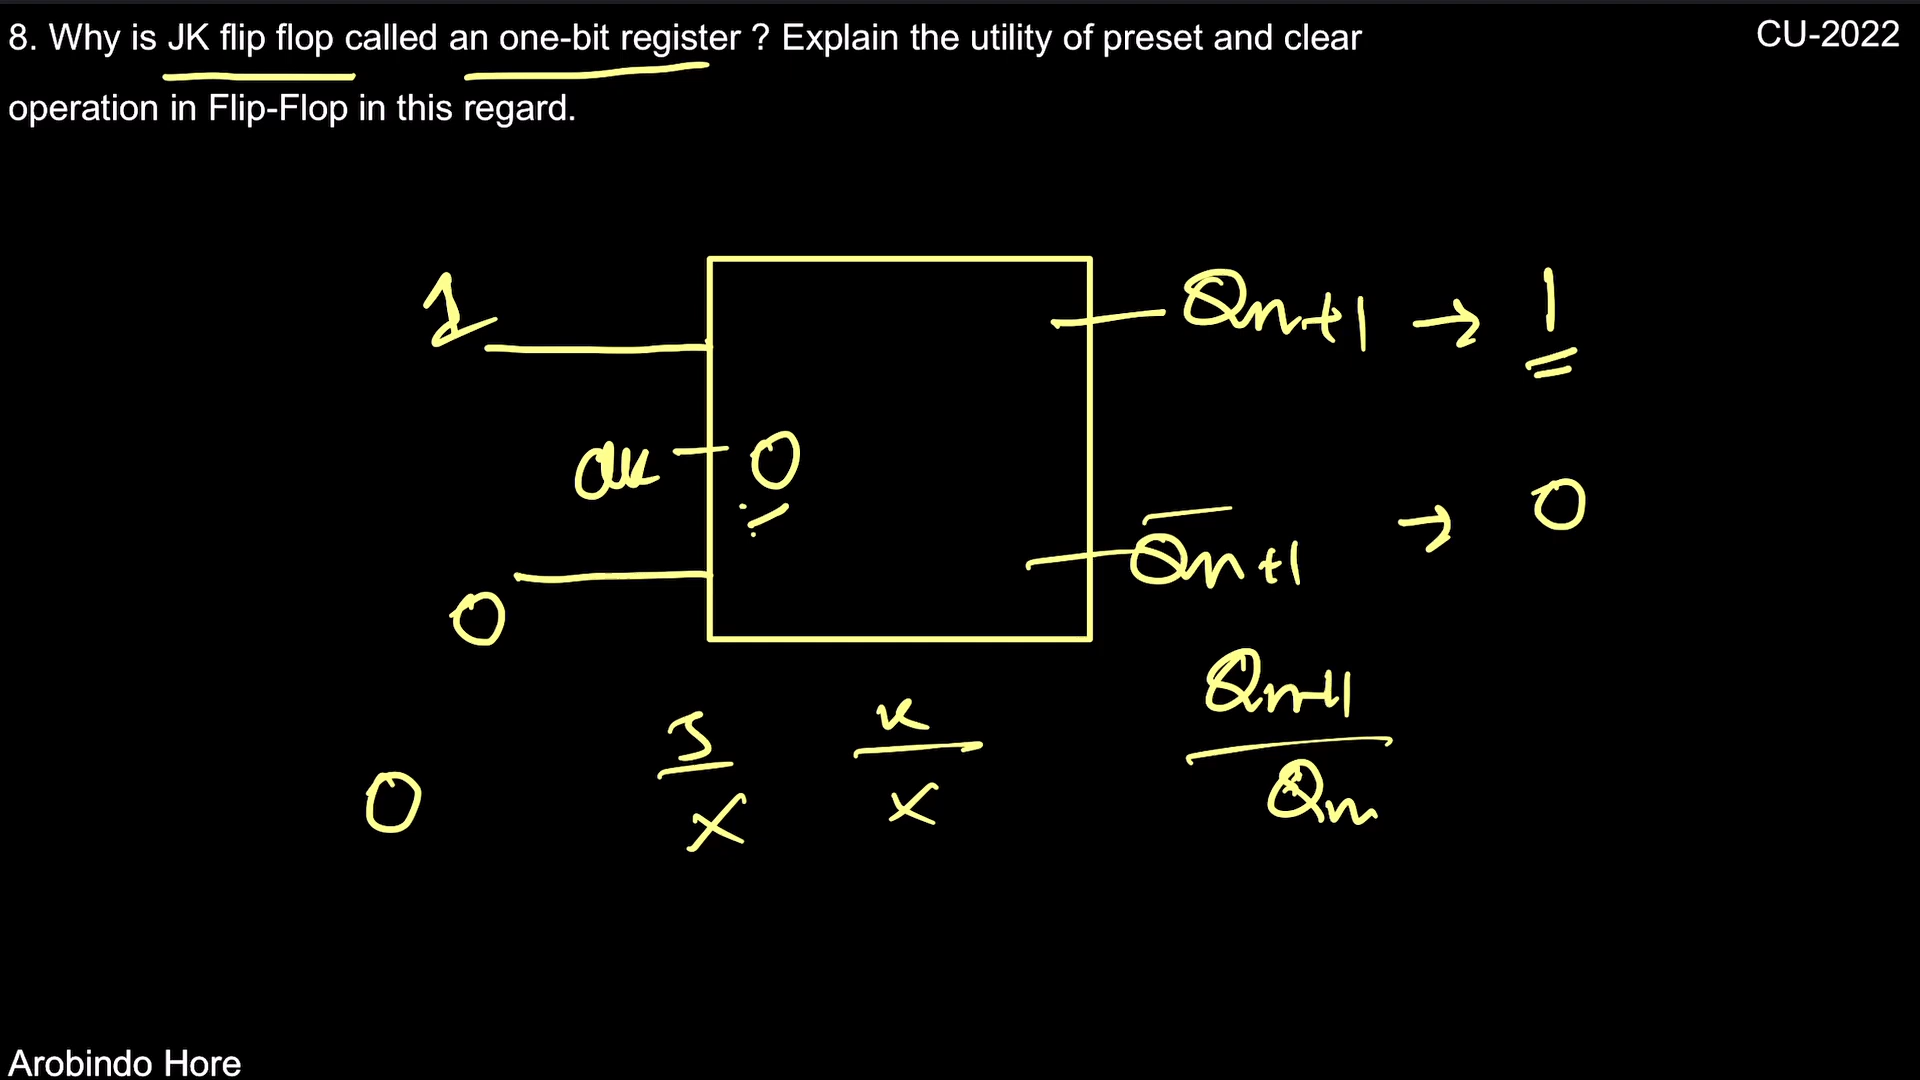 8. Why is JK flip flop called an one-bit register ? Explain the utility of preset and clear
CU-2022
operation in Flip-Flop in this regard.
1
Qn+1 → 1
clk
0
Qn+1 → 0
0
J K Qn+1
0 X X Qn
Arobindo Hore